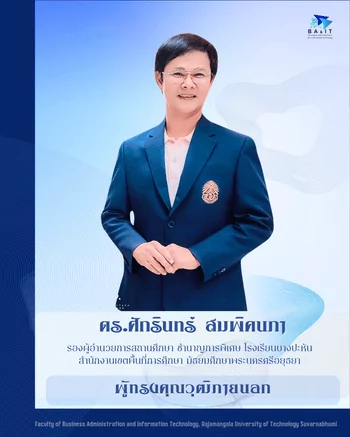 BA&IT
ดร.ศักรินทร์ สมพิศนภา
รองผู้อำนวยการสถานศึกษา ชำนาญการพิเศษ โรงเรียนบางปะหัน
สำนักงานเขตพื้นที่การศึกษา มัธยมศึกษาพระนครศรีอยุธยา
ผู้ทรงคุณวุฒิภายนอก
Faculty of Business Administration and Information Technology, Rajamangala University of Technology Suvarnabhumi